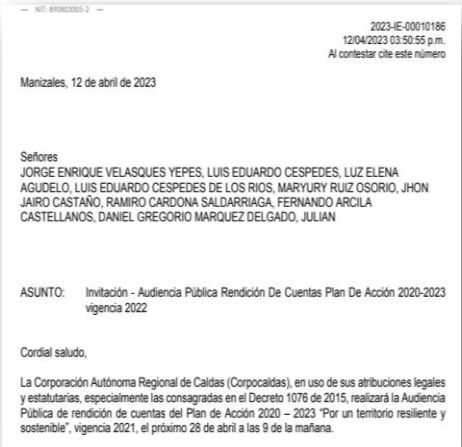 — NIT: 890803005-2 —
2023-IE-00010186
12/04/2023 03:50:55 p.m.
Al contestar cite este número
Manizales, 12 de abril de 2023
Señores
JORGE ENRIQUE VELASQUES YEPES, LUIS EDUARDO CESPEDES, LUZ ELENA
AGUDELO, LUIS EDUARDO CESPEDES DE LOS RIOS, MARYURY RUIZ OSORIO, JHON
JAIRO CASTAÑO, RAMIRO CARDONA SALDARRIAGA, FERNANDO ARCILA
CASTELLANOS, DANIEL GREGORIO MARQUEZ DELGADO, JULIAN
ASUNTO: Invitación - Audiencia Pública Rendición De Cuentas Plan De Acción 2020-2023
vigencia 2022
Cordial saludo,
La Corporación Autónoma Regional de Caldas (Corpocaldas), en uso de sus atribuciones legales
y estatutarias, especialmente las consagradas en el Decreto 1076 de 2015, realizará la Audiencia
Pública de rendición de cuentas del Plan de Acción 2020 – 2023 “Por un territorio resiliente y
sostenible”, vigencia 2021, el próximo 28 de abril a las 9 de la mañana.